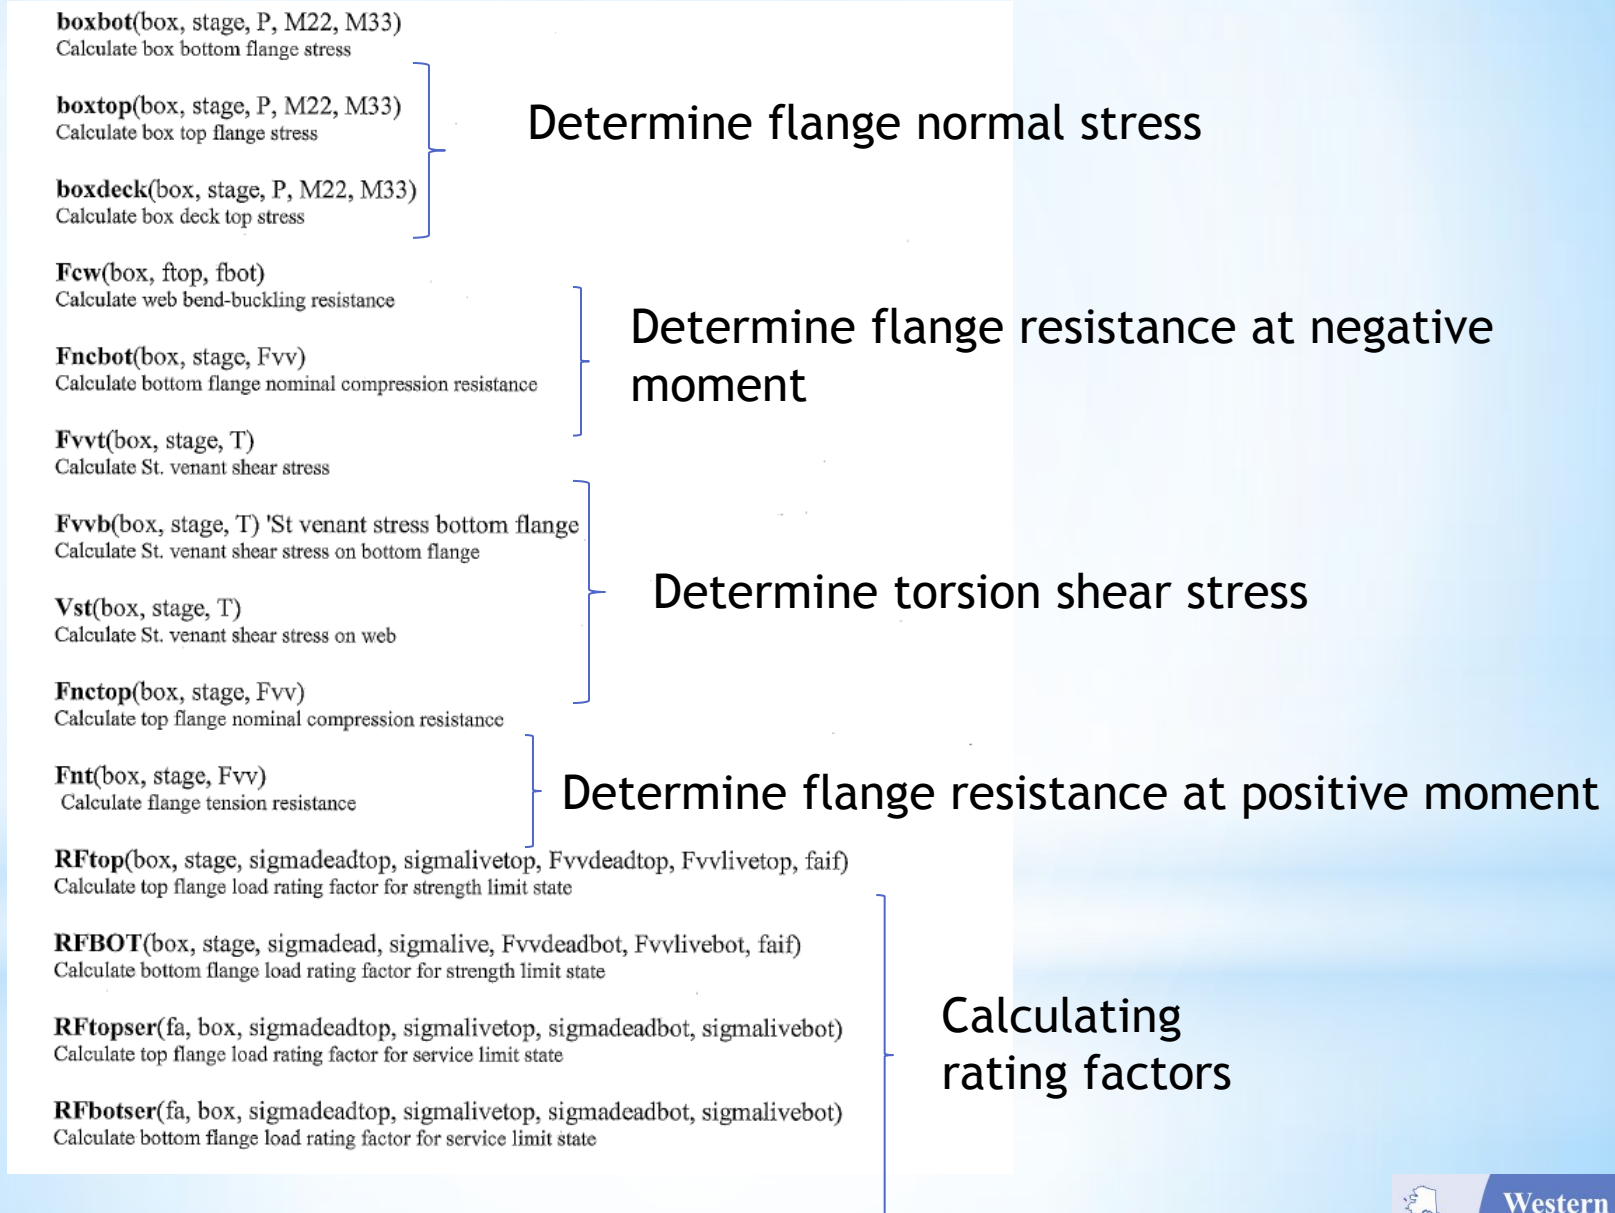 boxbot(box, stage, P, M22, M33)
Calculate box bottom flange stress
boxtop(box, stage, P, M22, M33)
Calculate box top flange stress
boxdeck(box, stage, P, M22, M33)
Calculate box deck top stress
Determine flange normal stress
Fcw(box, ftop, fbot)
Calculate web bend-buckling resistance
Fncbot(box, stage, Fvv)
Calculate bottom flange nominal compression resistance
Determine flange resistance at negative
moment
Fvvt(box, stage, T)
Calculate St. venant shear stress
Fvvb(box, stage, T) 'St venant stress bottom flange
Calculate St. venant shear stress on bottom flange
Vst(box, stage, T)
Calculate St. venant shear stress on web
Determine torsion shear stress
Fnctop(box, stage, Fvv)
Calculate top flange nominal compression resistance
Fnt(box, stage, Fvv)
Calculate flange tension resistance
Determine flange resistance at positive moment
RFtop(box, stage, sigmadeadtop, sigmalivetop, Fvvdeadtop, Fvvlivetop, faif)
Calculate top flange load rating factor for strength limit state
RFBOT(box, stage, sigmadead, sigmalive, Fvvdeadbot, Fvvlivebot, faif)
Calculate bottom flange load rating factor for strength limit state
RFtopser(fa, box, sigmadeadtop, sigmalivetop, sigmadeadbot, sigmalivebot)
Calculate top flange load rating factor for service limit state
RFbotser(fa, box, sigmadeadtop, sigmalivetop, sigmadeadbot, sigmalivebot)
Calculate bottom flange load rating factor for service limit state
Calculating
rating factors
Western